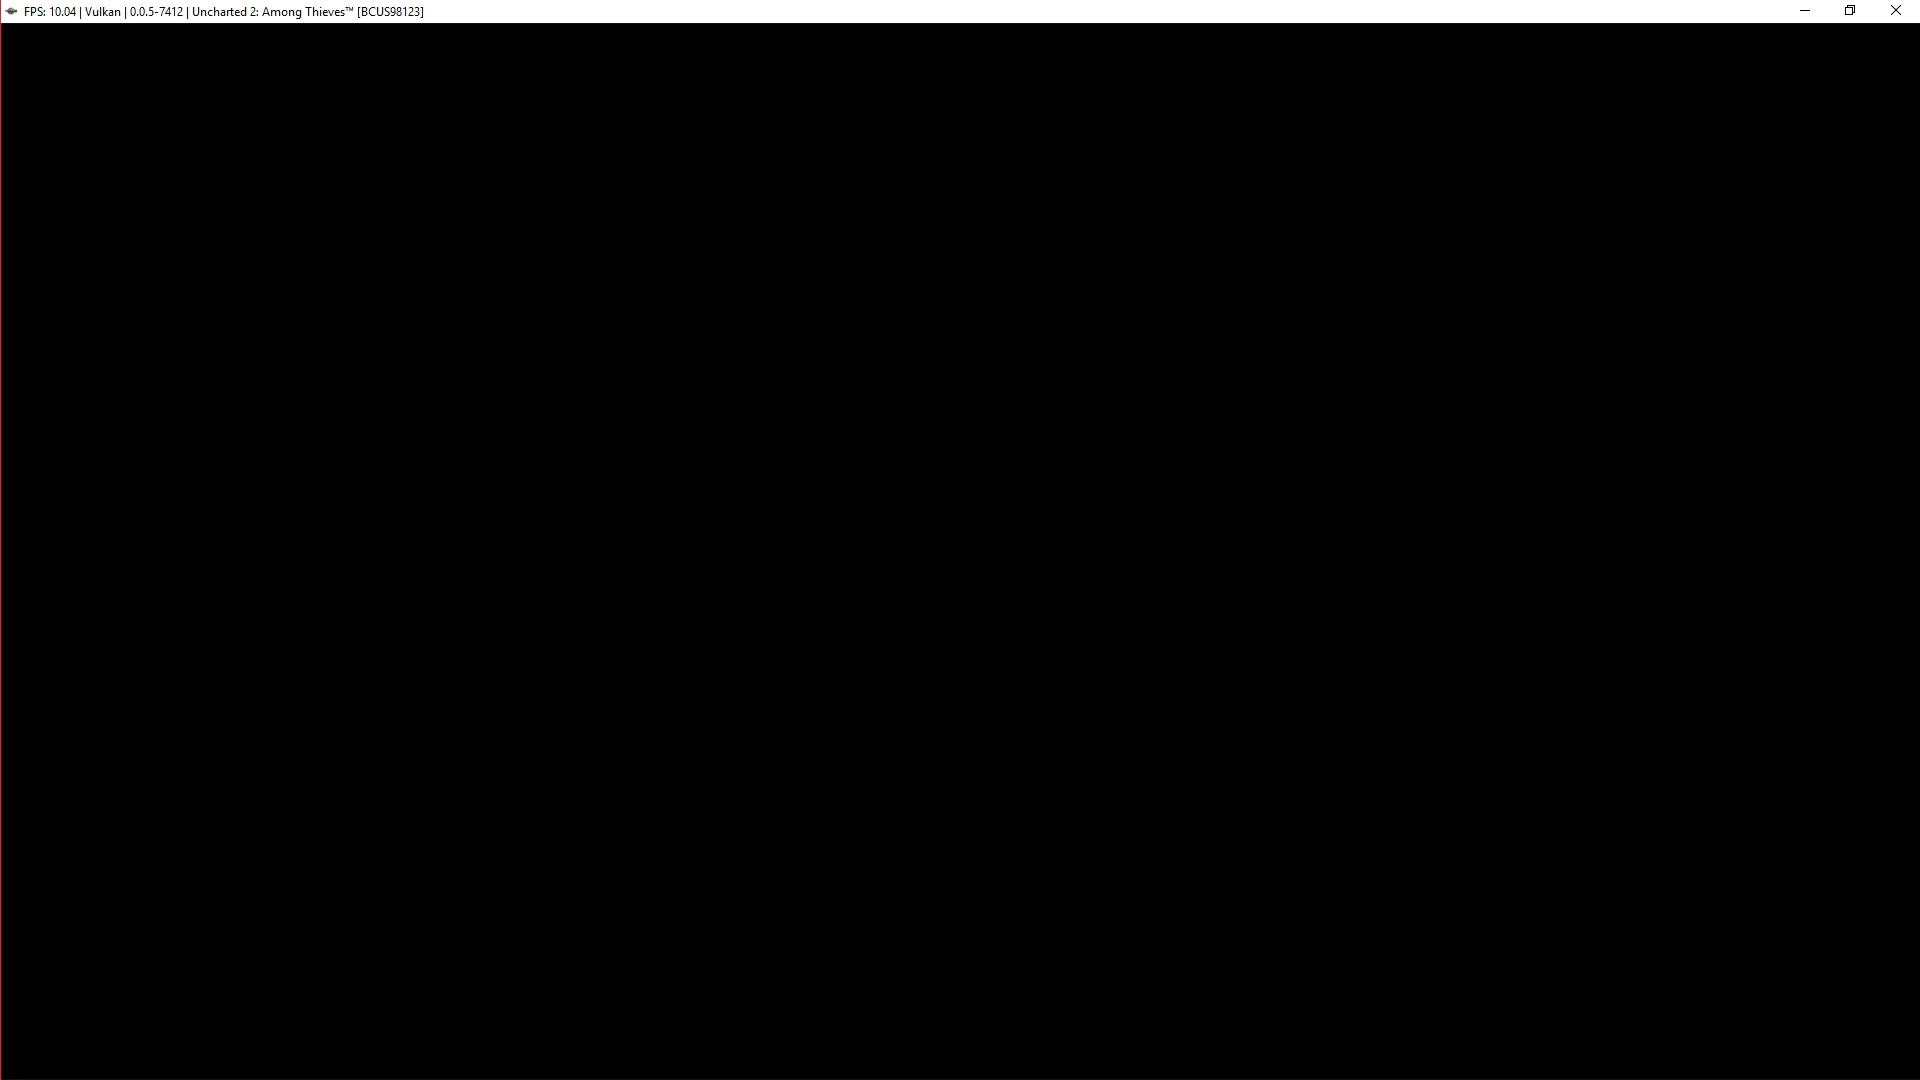 FPS: 10.04 | Vulkan | 0.0.5-7412 | Uncharted 2: Among Thieves™ [BCUS98123]